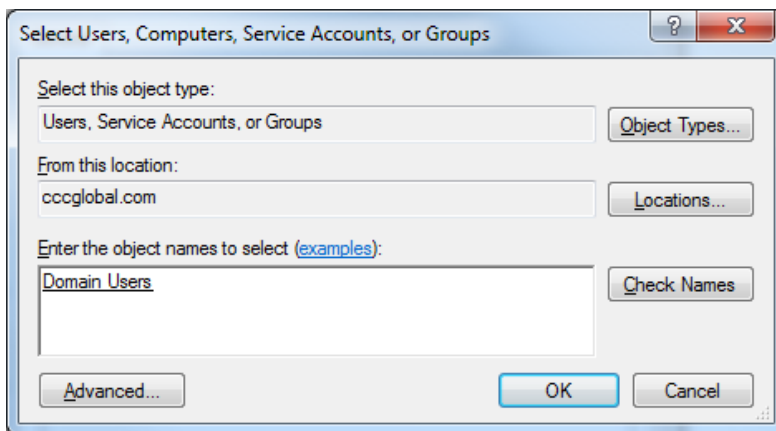 Select Users, Computers, Service Accounts, or Groups
Select this object type:
Users, Service Accounts, or Groups
Object Types...
From this location:
cccglobal.com
Locations...
Enter the object names to select (examples):
Domain Users
Check Names
Advanced...
OK
Cancel